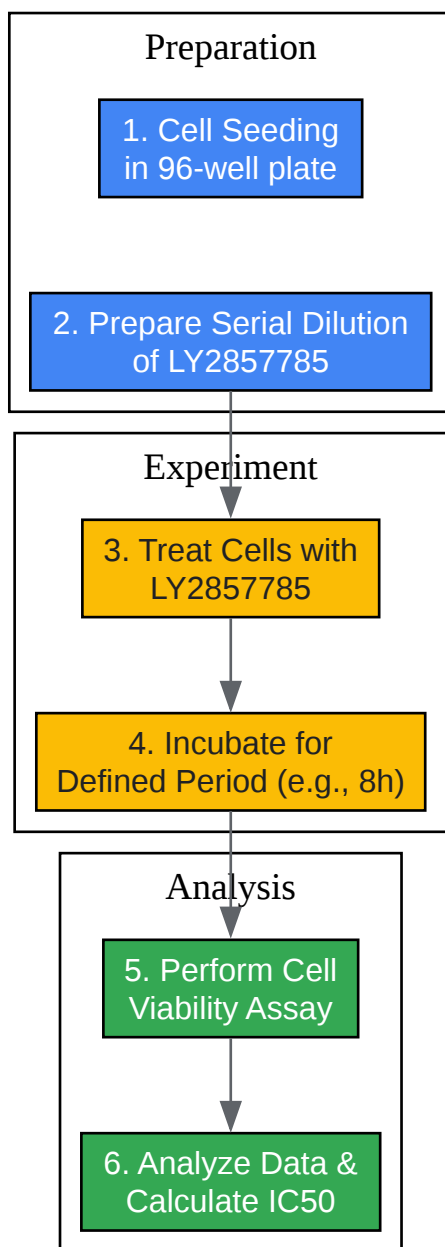 Preparation
1. Cell Seeding
in 96-well plate
2. Prepare Serial Dilution
of LY2857785
Experiment
3. Treat Cells with
LY2857785
4. Incubate for
Defined Period (e.g., 8h)
Analysis
5. Perform Cell
Viability Assay
6. Analyze Data &
Calculate IC50